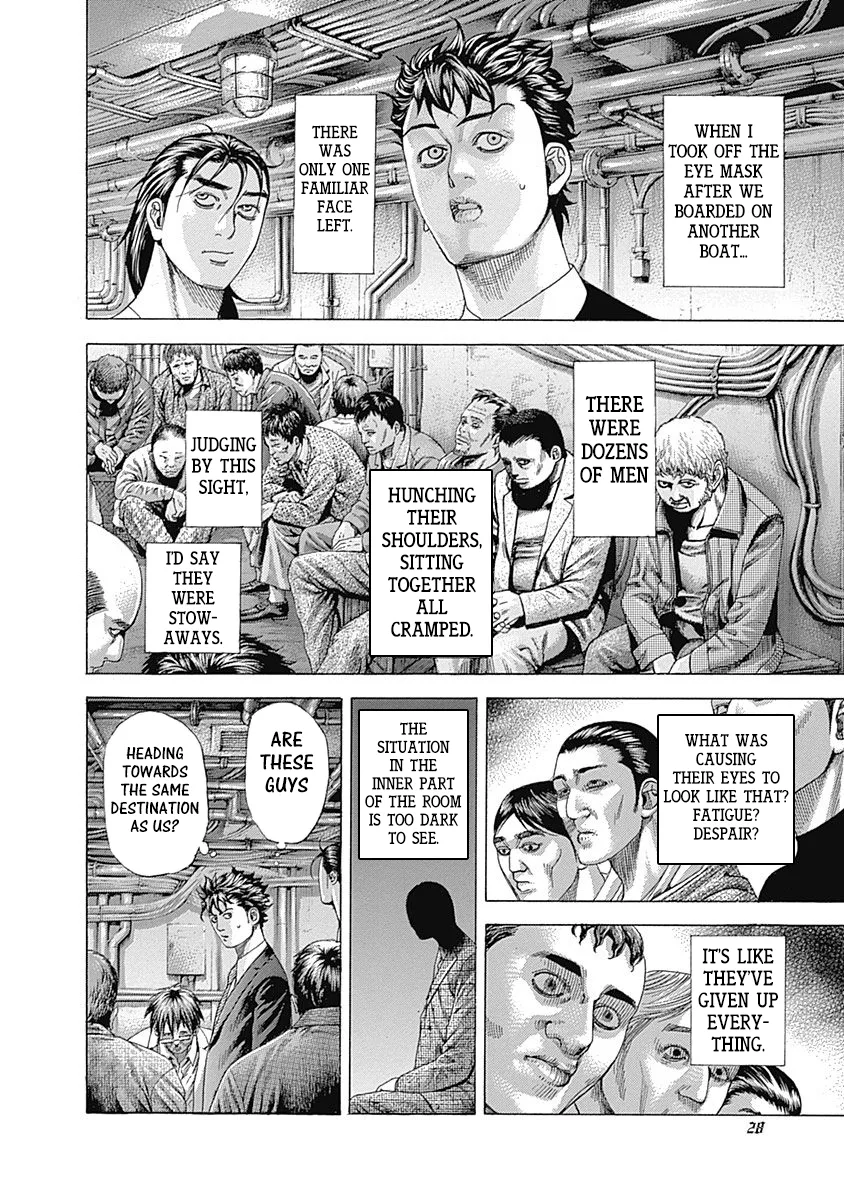 WHEN I
TOOK OFF THE
EYE MASK
AFTER WE
BOARDED ON
ANOTHER
BOAT...
THERE
WAS
ONLY ONE
FAMILIAR
FACE
LEFT.
THERE
WERE
DOZENS
OF MEN
HUNCHING
THEIR
SHOULDERS,
SITTING
TOGETHER
ALL
CRAMPED.
JUDGING
BY THIS
SIGHT,
I'D SAY
THEY
WERE
STOW-
AWAYS.
WHAT WAS
CAUSING
THEIR EYES TO
LOOK LIKE THAT?
FATIGUE?
DESPAIR?
IT'S LIKE
THEY'VE
GIVEN UP
EVERY-
THING.
THE
SITUATION
IN THE
INNER PART
OF THE ROOM
IS TOO DARK
TO SEE.
ARE
THESE
GUYS
HEADING
TOWARDS
THE SAME
DESTINATION
AS US?
28